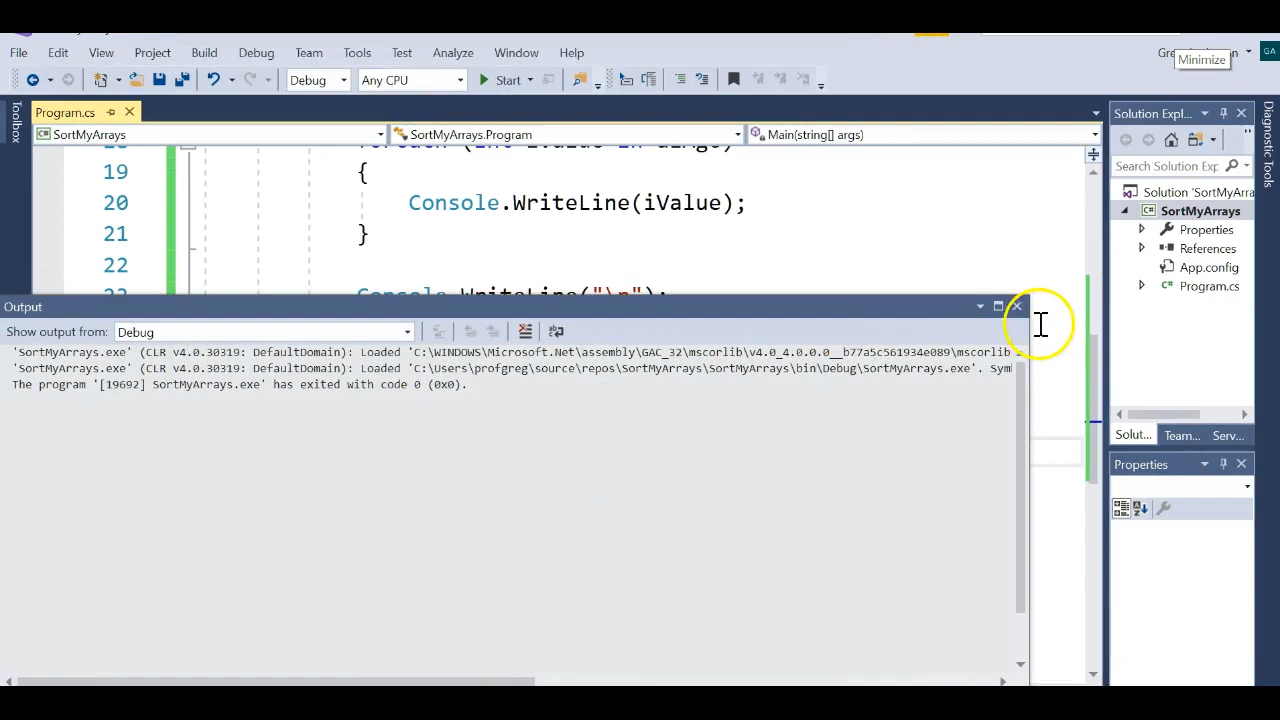 File Edit View Project Build Debug Team Tools Test Analyze Window Help
GA
Minimize
Debug Any CPU Start
Program.cs
SortMyArrays SortMyArrays.Program Main(string[] args)
Toolbox
Solution Expl...
Diagnostic Tools
Search Solution Exp
Solution 'SortMyArra
SortMyArrays
Properties
References
App.config
Program.cs
19 {
20 Console.WriteLine(iValue);
21 }
22
Console.WriteLine("\n");
Output
Show output from: Debug
'SortMyArrays.exe' (CLR v4.0.30319: DefaultDomain): Loaded 'C:\WINDOWS\Microsoft.Net\assembly\GAC_32\mscorlib\v4.0_4.0.0.0__b77a5c561934e089\mscorlib
'SortMyArrays.exe' (CLR v4.0.30319: DefaultDomain): Loaded 'C:\Users\profgreg\source\repos\SortMyArrays\SortMyArrays\bin\Debug\SortMyArrays.exe'. Sym
The program '[19692] SortMyArrays.exe' has exited with code 0 (0x0).
Solut... Team... Serv...
Properties